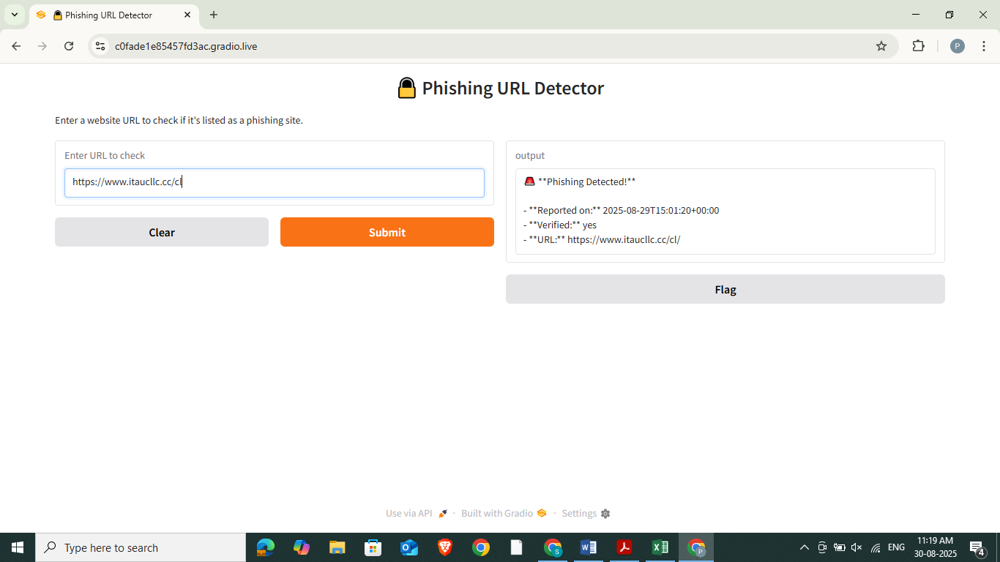 Phishing URL Detector
c0fade1e85457fd3ac.gradio.live
P
Phishing URL Detector
Enter a website URL to check if it's listed as a phishing site.
Enter URL to check
https://www.itaucllc.cc/cl
Clear
Submit
output
**Phishing Detected!**
- **Reported on:** 2025-08-29T15:01:20+00:00
- **Verified:** yes
- **URL:** https://www.itaucllc.cc/cl/
Flag
Use via API · Built with Gradio · Settings
Type here to search
S
P
ENG
11:19 AM
30-08-2025
4